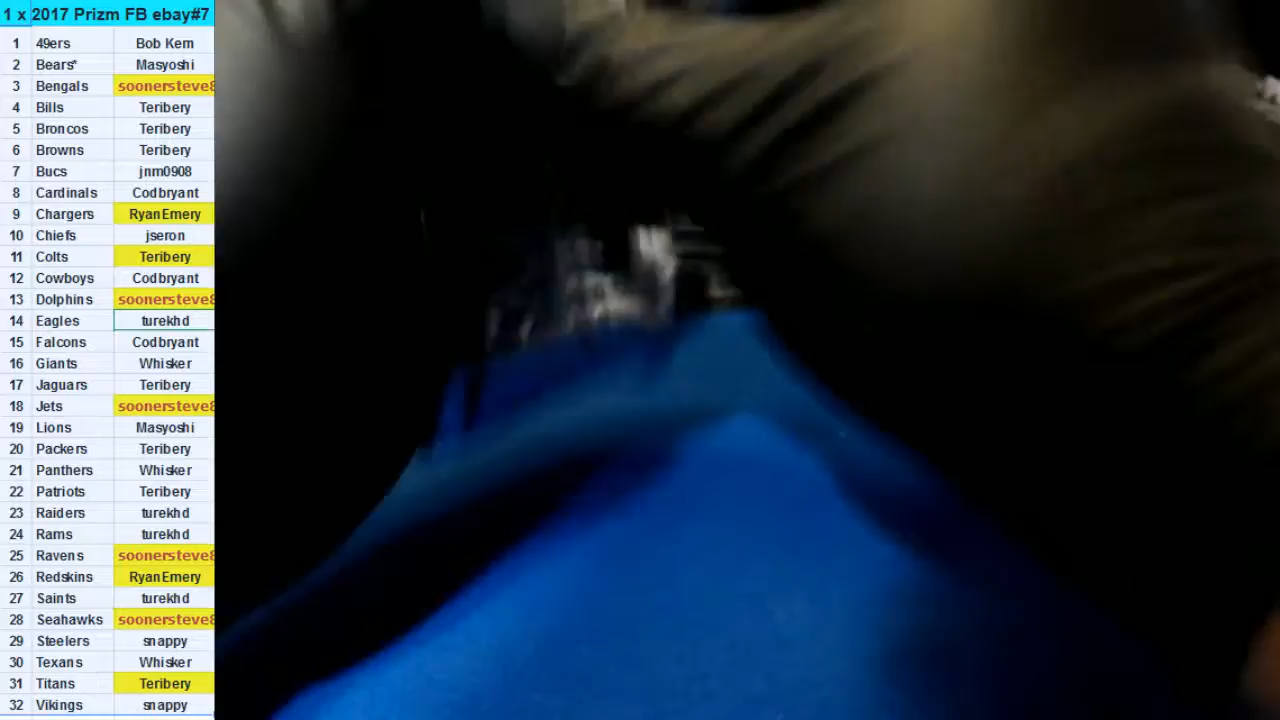 1 x 2017 Prizm FB ebay#7
1 49ers Bob Kem
2 Bears* Masyoshi
3 Bengals soonersteve8
4 Bills Teribery
5 Broncos Teribery
6 Browns Teribery
7 Bucs jnm0908
8 Cardinals Codbryant
9 Chargers RyanEmery
10 Chiefs jseron
11 Colts Teribery
12 Cowboys Codbryant
13 Dolphins soonersteve8
14 Eagles turekhd
15 Falcons Codbryant
16 Giants Whisker
17 Jaguars Teribery
18 Jets soonersteve8
19 Lions Masyoshi
20 Packers Teribery
21 Panthers Whisker
22 Patriots Teribery
23 Raiders turekhd
24 Rams turekhd
25 Ravens soonersteve8
26 Redskins RyanEmery
27 Saints turekhd
28 Seahawks soonersteve8
29 Steelers snappy
30 Texans Whisker
31 Titans Teribery
32 Vikings snappy